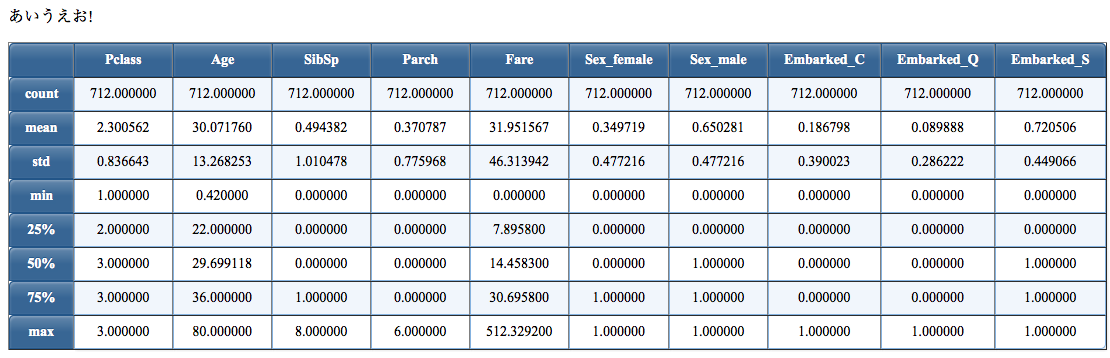 あいうえお!
Pclass Age SibSp Parch Fare Sex_female Sex_male Embarked_C Embarked_Q Embarked_S
count 712.000000 712.000000 712.000000 712.000000 712.000000 712.000000 712.000000 712.000000 712.000000 712.000000
mean 2.300562 30.071760 0.494382 0.370787 31.951567 0.349719 0.650281 0.186798 0.089888 0.720506
std 0.836643 13.268253 1.010478 0.775968 46.313942 0.477216 0.477216 0.390023 0.286222 0.449066
min 1.000000 0.420000 0.000000 0.000000 0.000000 0.000000 0.000000 0.000000 0.000000 0.000000
25% 2.000000 22.000000 0.000000 0.000000 7.895800 0.000000 0.000000 0.000000 0.000000 0.000000
50% 3.000000 29.699118 0.000000 0.000000 14.458300 0.000000 1.000000 0.000000 0.000000 1.000000
75% 3.000000 36.000000 1.000000 0.000000 30.695800 1.000000 1.000000 0.000000 0.000000 1.000000
max 3.000000 80.000000 8.000000 6.000000 512.329200 1.000000 1.000000 1.000000 1.000000 1.000000